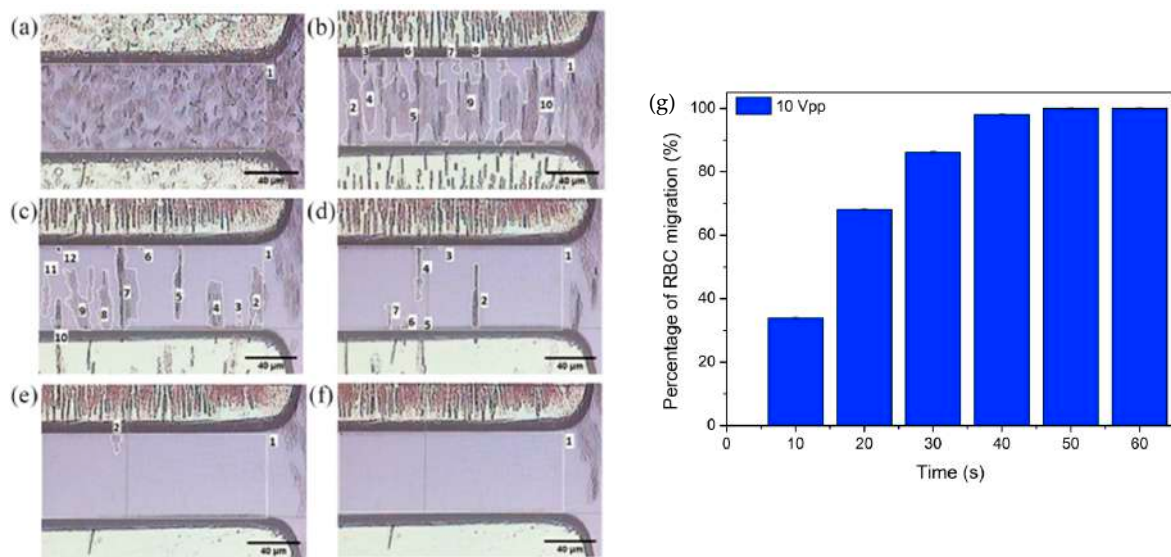 (a)
1
40 µm
(b)
3 6 7 8
1
2 4 5 9 10
40 µm
(c)
1
12 6
11
9 8 7 5 4 3 2
10
40 µm
(d)
3
1
4
2
7
6 5
40 µm
(e)
2
1
40 µm
(f)
1
40 µm
(g)
10 Vpp
Percentage of RBC migration (%)
100
80
60
40
20
0
0 10 20 30 40 50 60
Time (s)